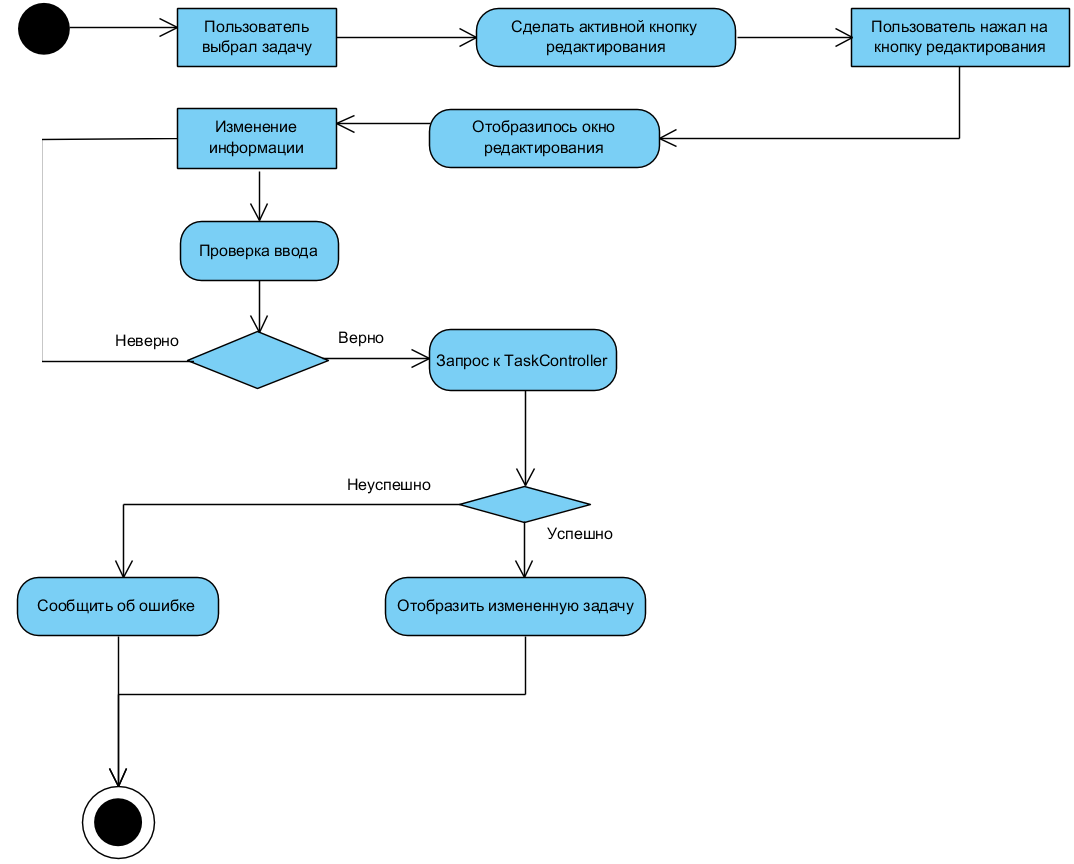 Пользователь
выбрал задачу
Сделать активной кнопку
редактирования
Пользователь нажал на
кнопку редактирования
Изменение
информации
Отобразилось окно
редактирования
Проверка ввода
Неверно
Верно
Запрос к TaskController
Неуспешно
Успешно
Сообщить об ошибке
Отобразить измененную задачу